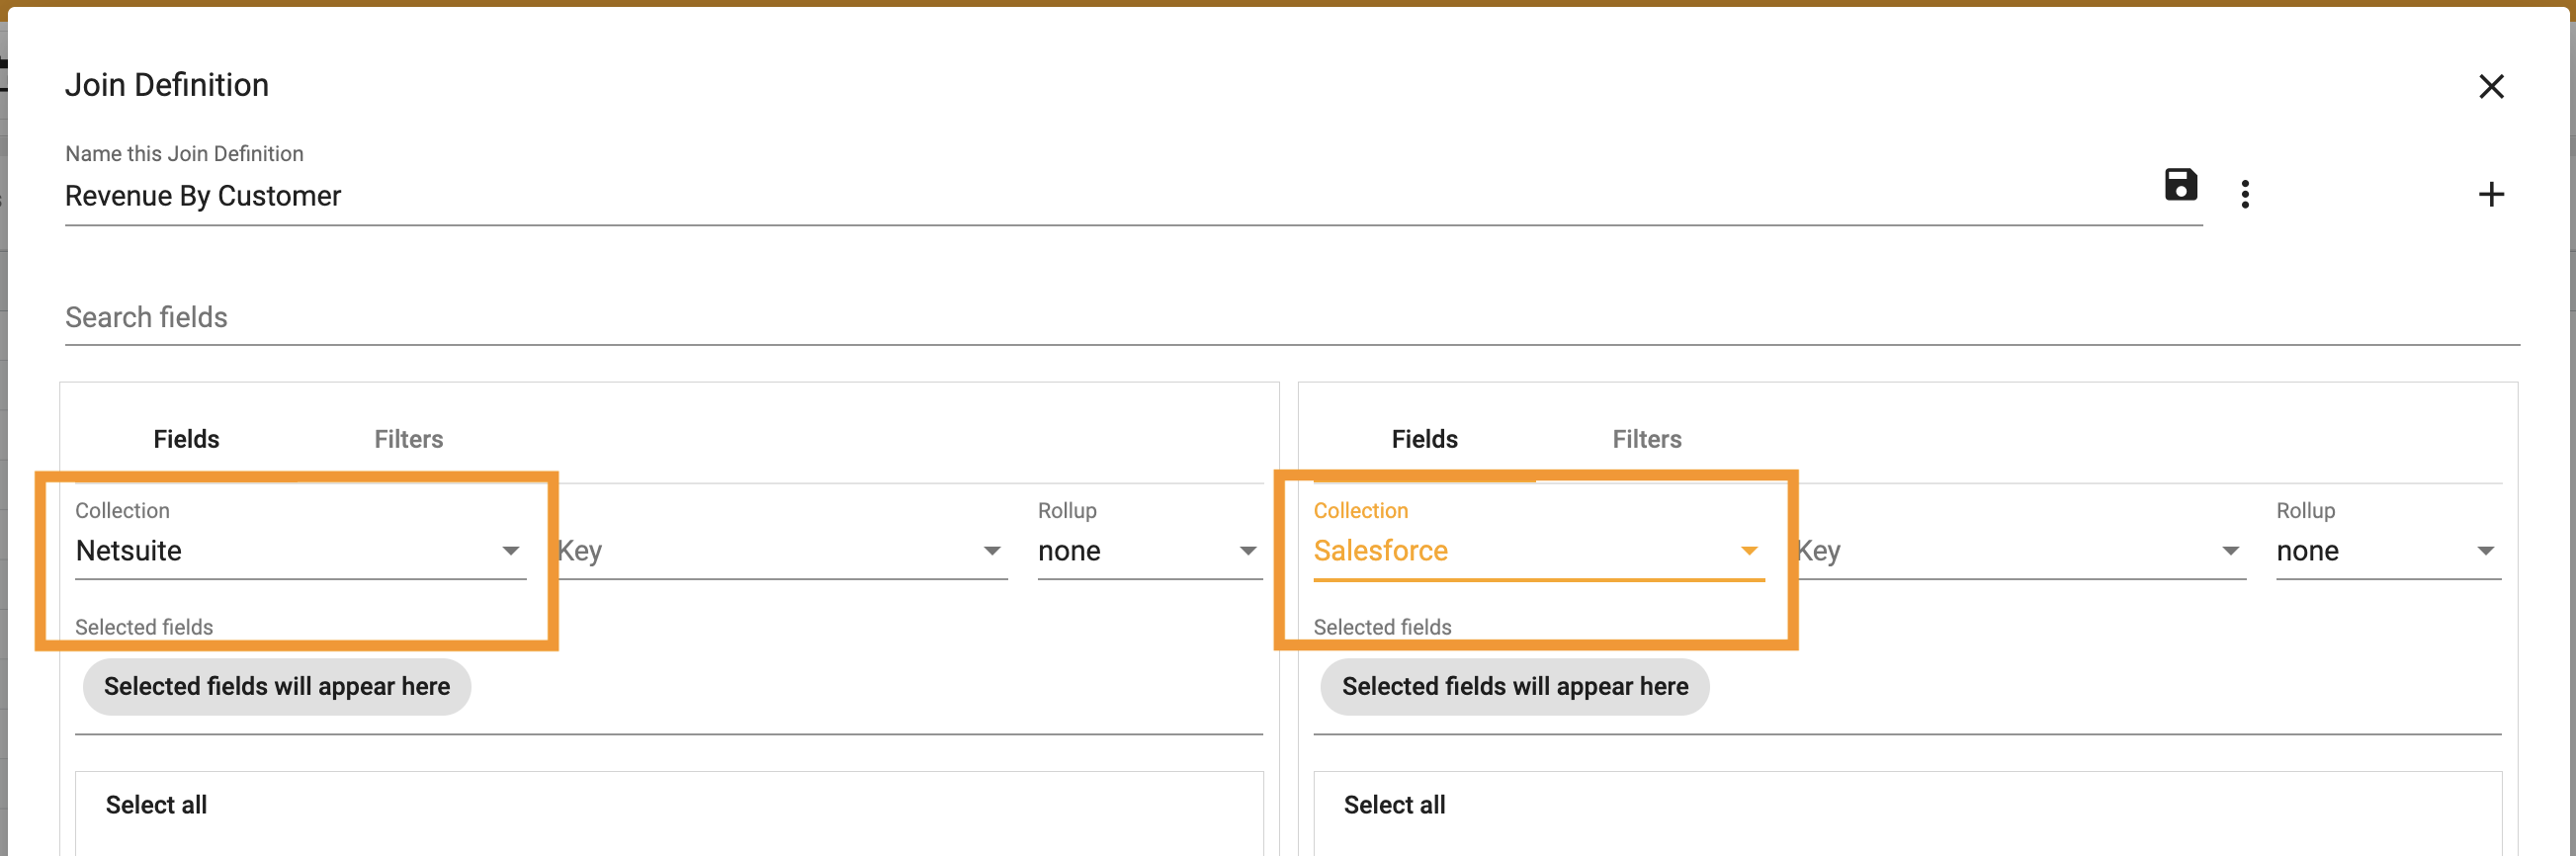 Join Definition
Name this Join Definition
Revenue By Customer
Search fields
Fields Filters
Collection Rollup
Netsuite Key none
Selected fields
Selected fields will appear here
Select all
Fields Filters
Collection Rollup
Salesforce Key none
Selected fields
Selected fields will appear here
Select all